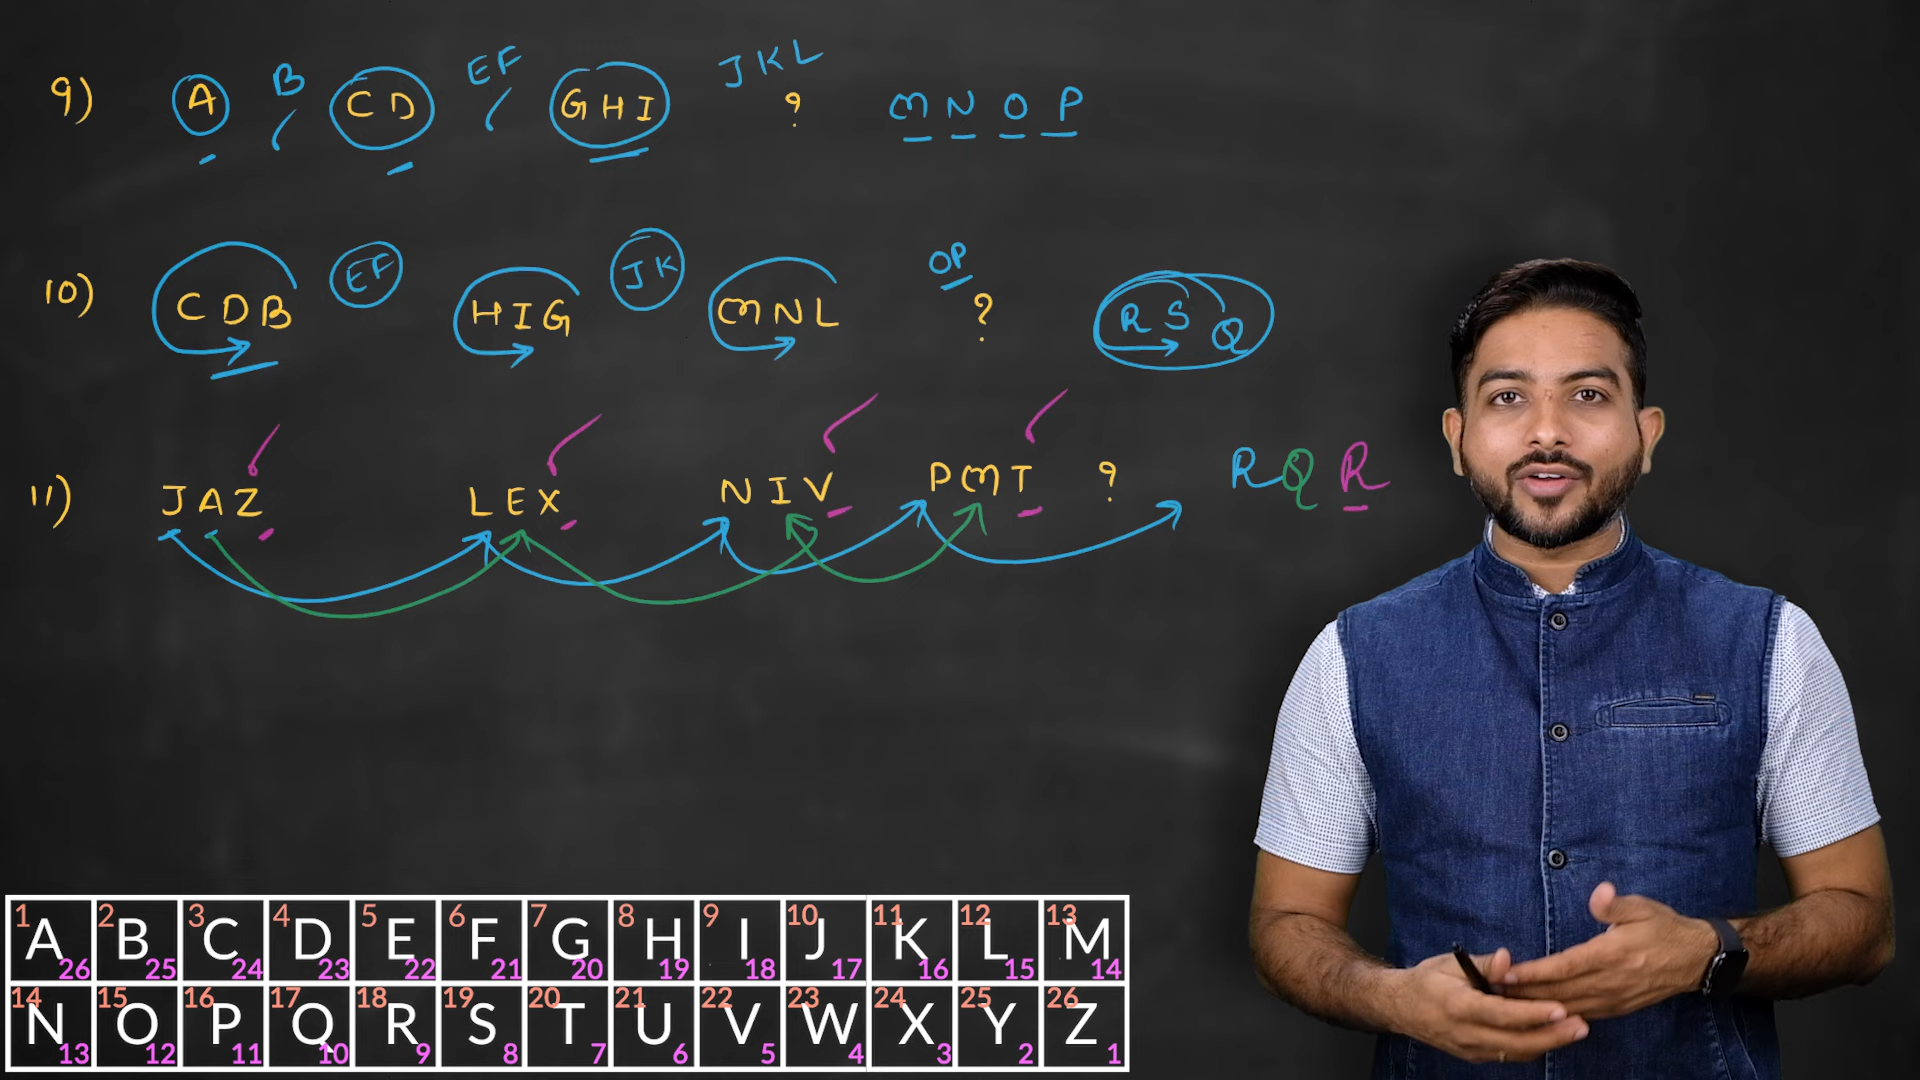 9) A B CD EF GHI JKL ? MNOP
10) CDB EF HIG JK MNL OP ? RSQ
11) JAZ LEX NIV PMT ? RQR
1 A 26 2 B 25 3 C 24 4 D 23 5 E 22 6 F 21 7 G 20 8 H 19 9 I 18 10 J 17 11 K 16 12 L 15 13 M 14
14 N 13 15 O 12 16 P 11 17 Q 10 18 R 9 19 S 8 20 T 7 21 U 6 22 V 5 23 W 4 24 X 3 25 Y 2 26 Z 1